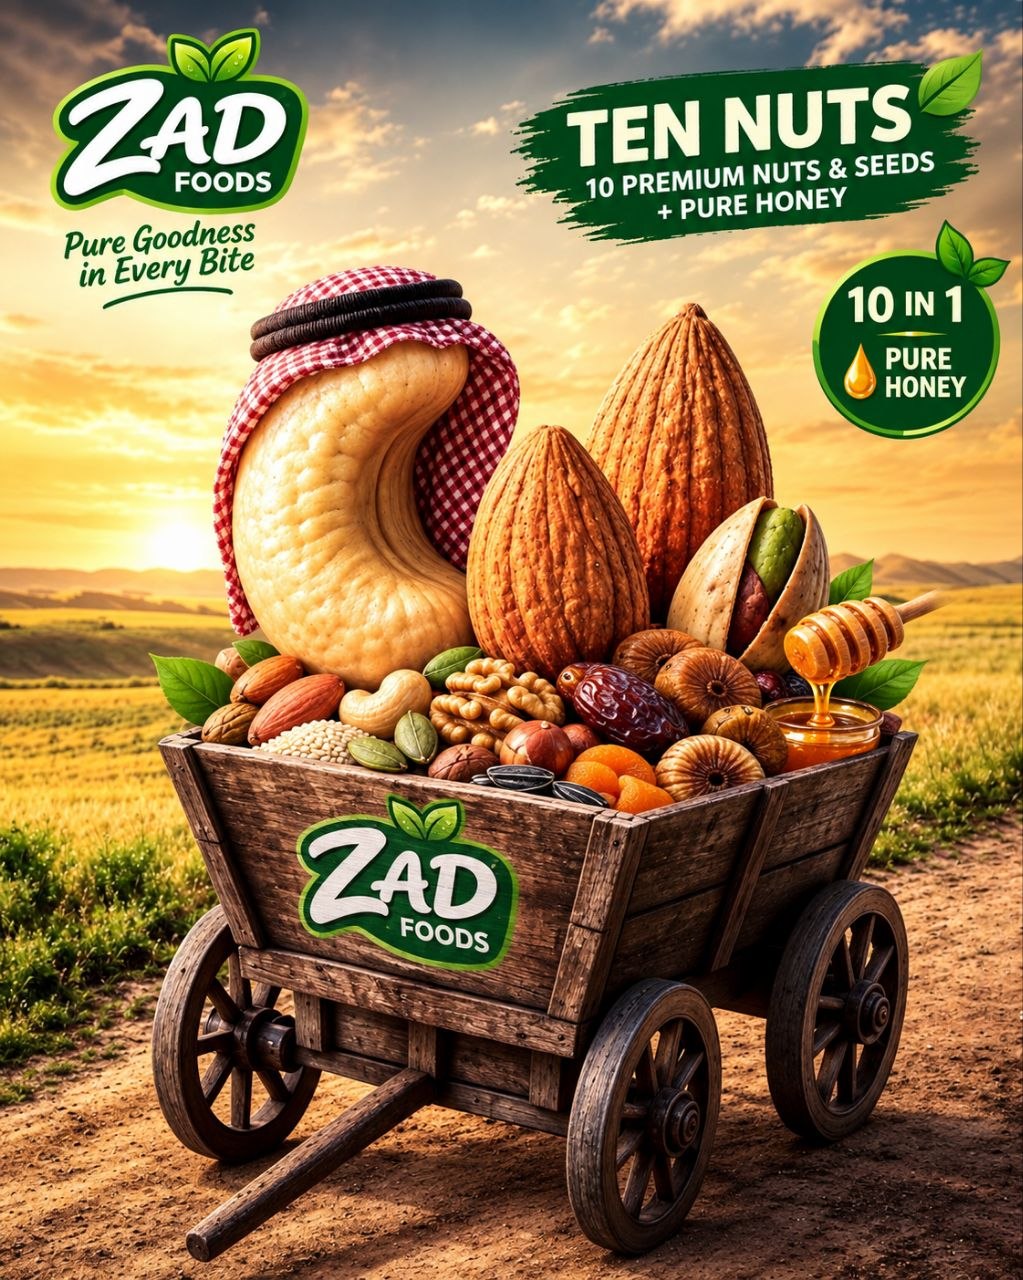 ZAD
FOODS
Pure Goodness
in Every Bite
TEN NUTS
10 PREMIUM NUTS & SEEDS
+ PURE HONEY
10 IN 1
PURE
HONEY
ZAD
FOODS